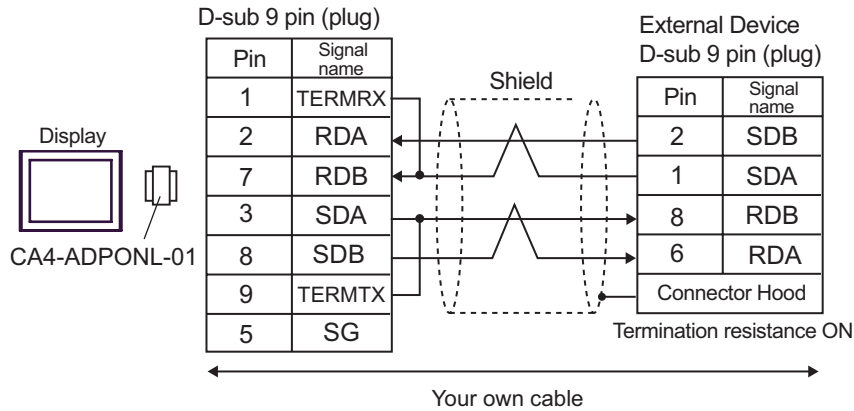 D-sub 9 pin (plug)
Pin Signal name
1 TERMRX
2 RDA
7 RDB
3 SDA
8 SDB
9 TERMTX
5 SG
Display
CA4-ADPONL-01
Shield
External Device
D-sub 9 pin (plug)
Pin Signal name
2 SDB
1 SDA
8 RDB
6 RDA
Connector Hood
Termination resistance ON
Your own cable